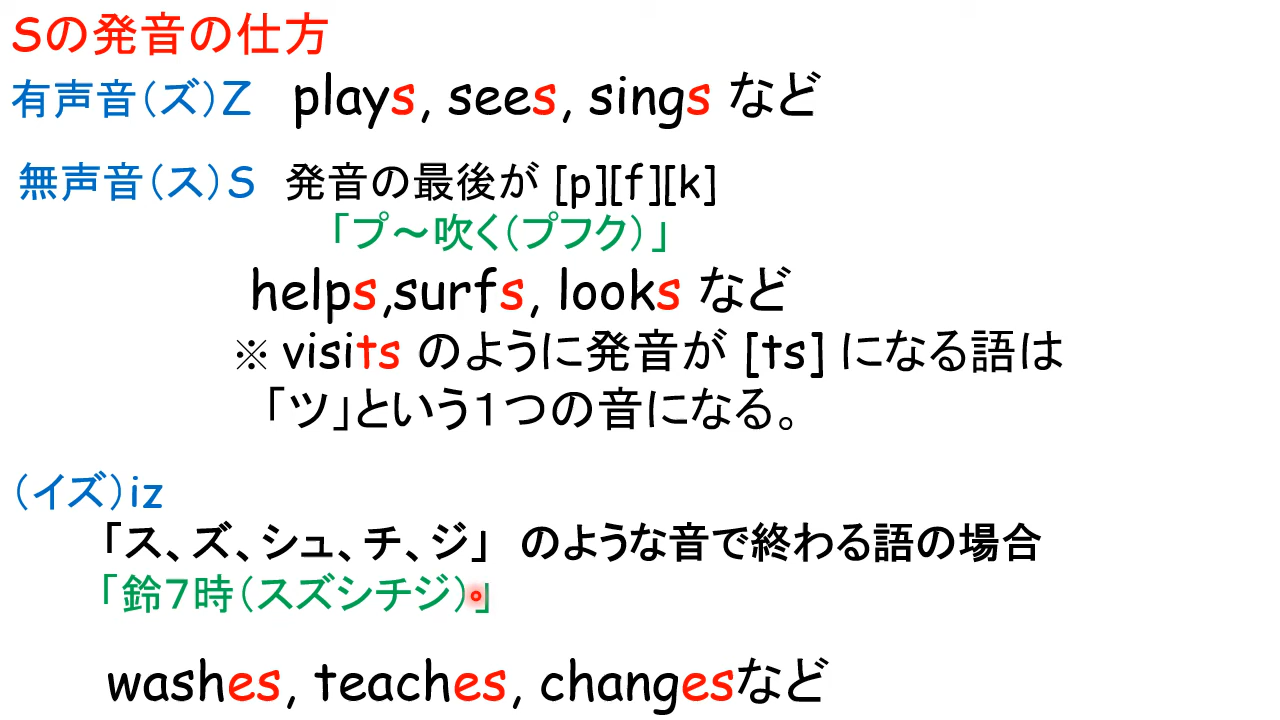 Sの発音の仕方
有声音(ズ)Z plays, sees, sings など
無声音(ス)S 発音の最後が [p][f][k]
「プ~吹く(プフク)」
helps,surfs, looks など
※ visits のように発音が [ts] になる語は
「ツ」という１つの音になる。
(イズ)iz
「ス、ズ、シュ、チ、ジ」 のような音で終わる語の場合
「鈴７時(スズシチジ)」
washes, teaches, changesなど